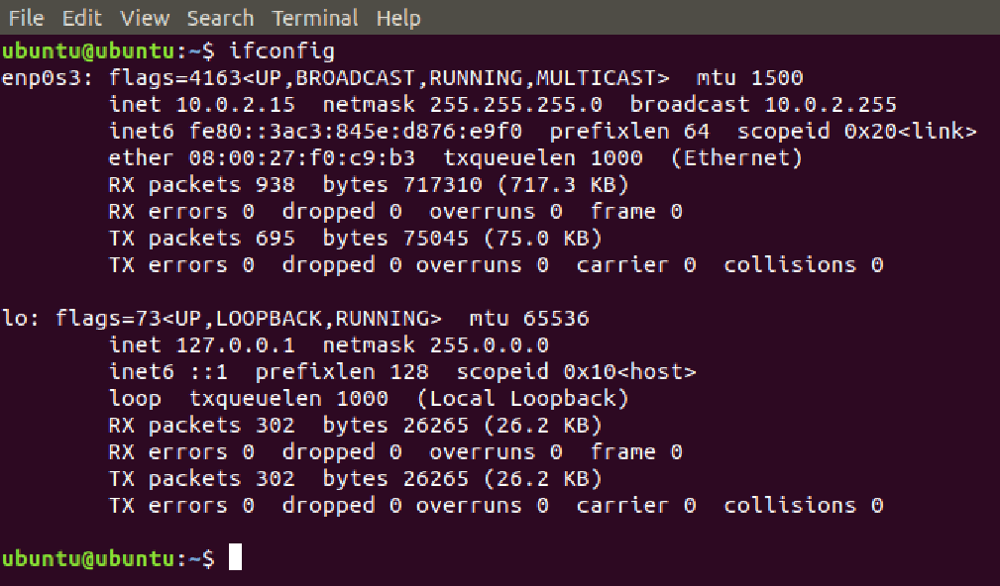 File Edit View Search Terminal Help
ubuntu@ubuntu:~$ ifconfig
enp0s3: flags=4163<UP,BROADCAST,RUNNING,MULTICAST>  mtu 1500
        inet 10.0.2.15  netmask 255.255.255.0  broadcast 10.0.2.255
        inet6 fe80::3ac3:845e:d876:e9f0  prefixlen 64  scopeid 0x20<link>
        ether 08:00:27:f0:c9:b3  txqueuelen 1000  (Ethernet)
        RX packets 938  bytes 717310 (717.3 KB)
        RX errors 0  dropped 0  overruns 0  frame 0
        TX packets 695  bytes 75045 (75.0 KB)
        TX errors 0  dropped 0 overruns 0  carrier 0  collisions 0

lo: flags=73<UP,LOOPBACK,RUNNING>  mtu 65536
        inet 127.0.0.1  netmask 255.0.0.0
        inet6 ::1  prefixlen 128  scopeid 0x10<host>
        loop  txqueuelen 1000  (Local Loopback)
        RX packets 302  bytes 26265 (26.2 KB)
        RX errors 0  dropped 0  overruns 0  frame 0
        TX packets 302  bytes 26265 (26.2 KB)
        TX errors 0  dropped 0 overruns 0  carrier 0  collisions 0

ubuntu@ubuntu:~$